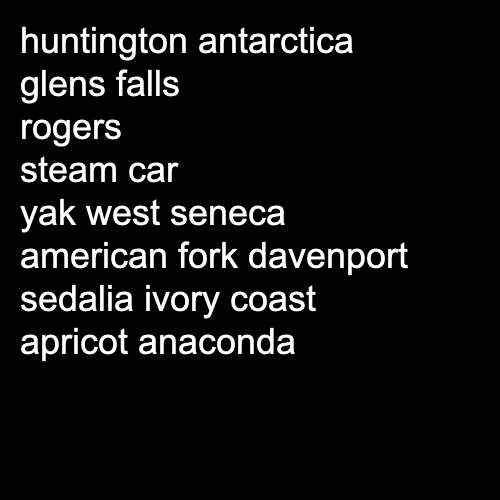 huntington antarctica
glens falls
rogers
steam car
yak west seneca
american fork davenport
sedalia ivory coast
apricot anaconda